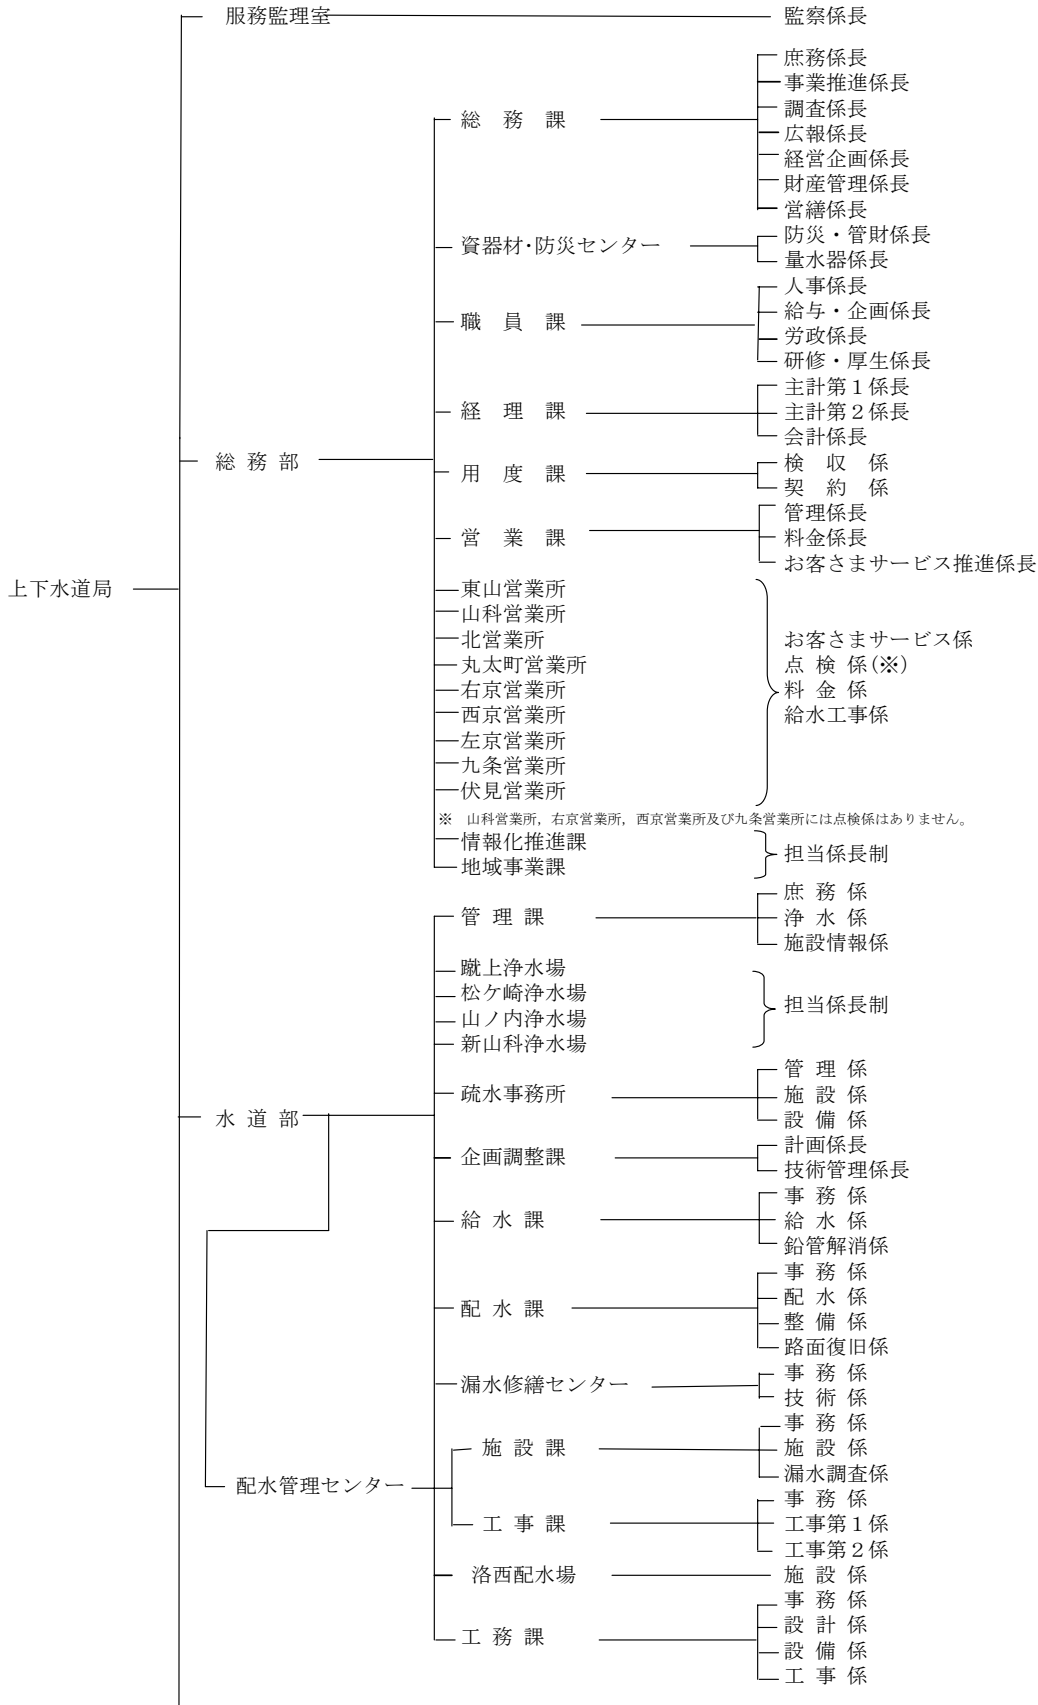 服務監理室 監察係長
庶務係長
事業推進係長
総　務　課 調査係長
広報係長
経営企画係長
財産管理係長
営繕係長
資器材・防災センター 防災・管財係長
量水器係長
人事係長
職　員　課 給与・企画係長
労政係長
研修・厚生係長
主計第１係長
経　理　課 主計第２係長
会計係長
総 務 部
用　度　課 検　収　係
契　約　係
管理係長
営　業　課 料金係長
お客さまサービス推進係長
上下水道局
東山営業所
山科営業所
北営業所 お客さまサービス係
丸太町営業所 点 検 係(※)
右京営業所 料 金 係
西京営業所 給水工事係
左京営業所
九条営業所
伏見営業所
※　山科営業所，右京営業所，西京営業所及び九条営業所には点検係はありません。
情報化推進課
担当係長制
地域事業課
庶 務 係
管 理 課 浄 水 係
施設情報係
蹴上浄水場
松ケ崎浄水場
担当係長制
山ノ内浄水場
新山科浄水場
管 理 係
疏水事務所 施 設 係
設 備 係
水 道 部
企画調整課 計画係長
技術管理係長
事 務 係
給 水 課 給 水 係
鉛管解消係
事 務 係
配 水 課 配 水 係
整 備 係
路面復旧係
漏水修繕センター 事 務 係
技 術 係
事 務 係
施 設 課 施 設 係
漏水調査係
配水管理センター
事 務 係
工 事 課 工事第１係
工事第２係
洛西配水場 施 設 係
事 務 係
工 務 課 設 計 係
設 備 係
工 事 係